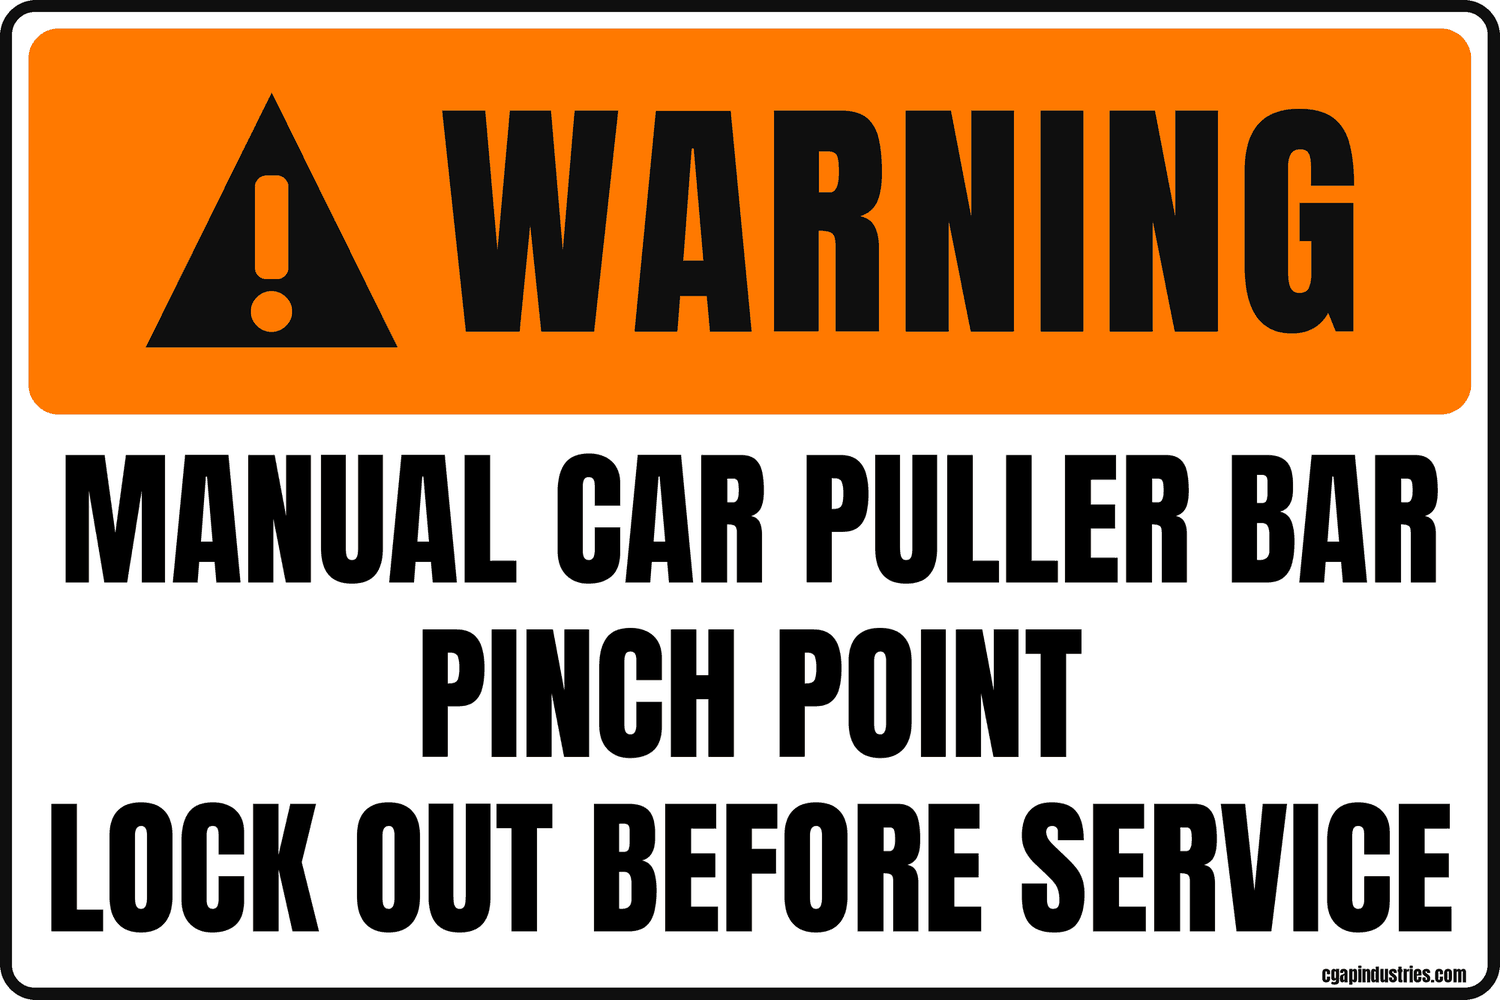 WARNING
MANUAL CAR PULLER BAR
PINCH POINT
LOCK OUT BEFORE SERVICE
cgapindustries.com